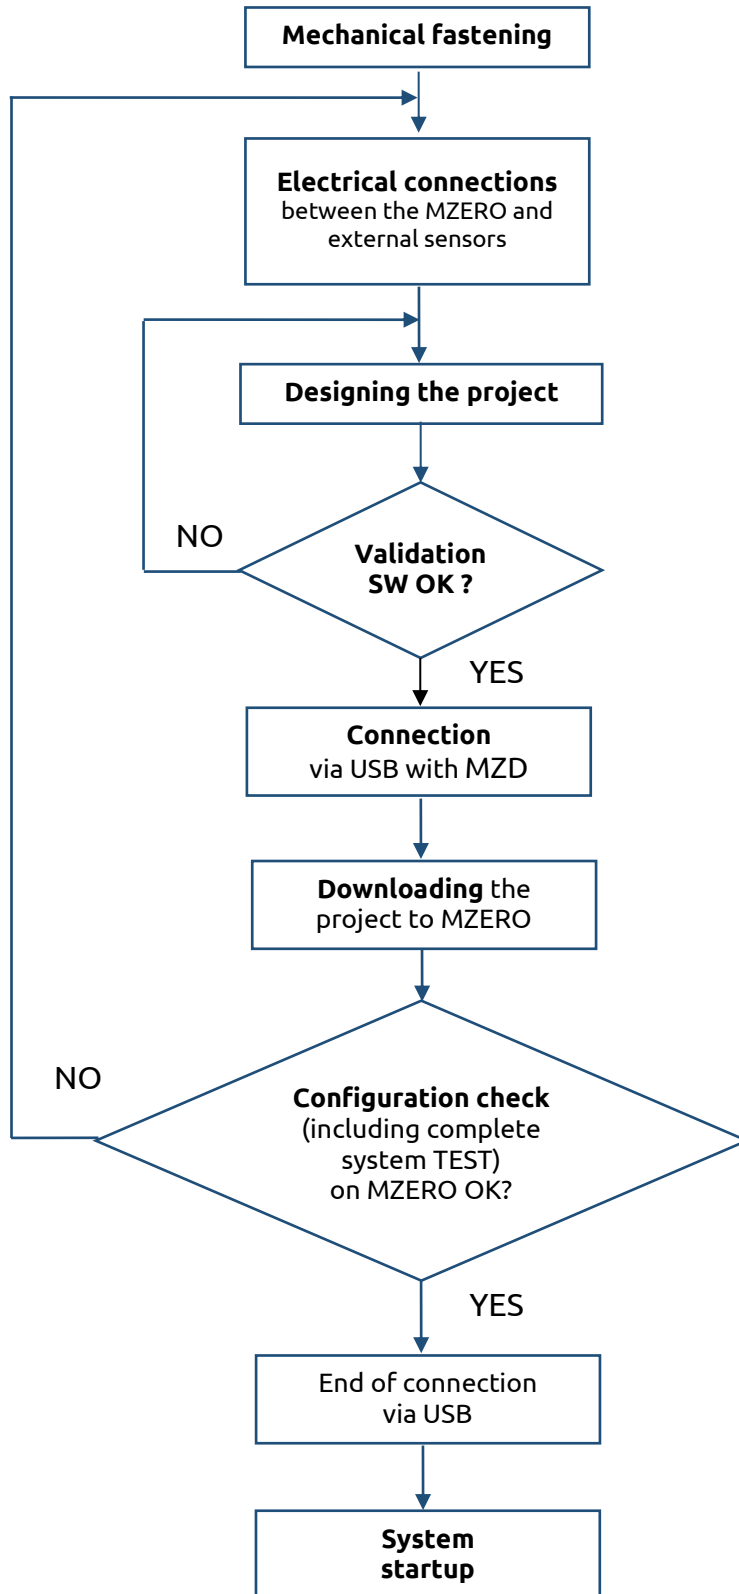 Mechanical fastening
Electrical connections
between the MZERO and
external sensors
Designing the project
NO
Validation
SW OK ?
YES
Connection
via USB with MZD
Downloading the
project to MZERO
NO
Configuration check
(including complete
system TEST)
on MZERO OK?
YES
End of connection
via USB
System
startup